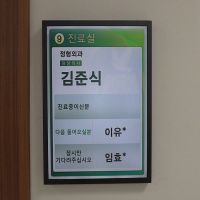 9 진료실
정형외과
김준식
진료중이신분
다음 들어오실분 이유*
잠시만
기다려주십시오 임효*